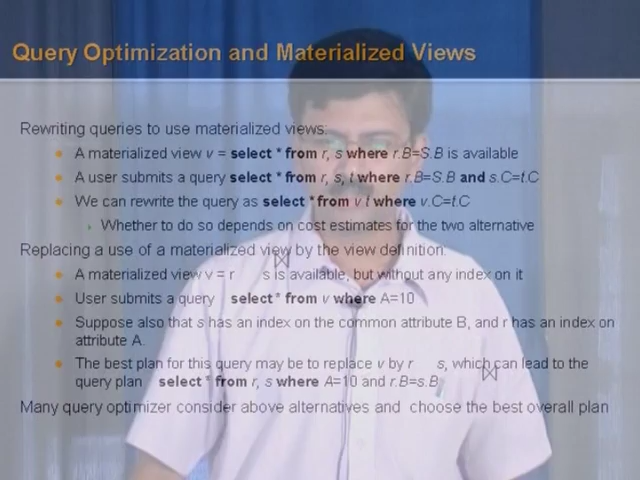 Query Optimization and Materialized Views
Rewriting queries to use materialized views:
A materialized view v = select * from r, s where r.B=S.B is available
A user submits a query select * from r, s, t where r.B=S.B and s.C=t.C
We can rewrite the query as select * from v t where v.C=t.C
Whether to do so depends on cost estimates for the two alternative
Replacing a use of a materialized view by the view definition:
A materialized view v = r ⋈ s is available, but without any index on it
User submits a query select * from v where A=10
Suppose also that s has an index on the common attribute B, and r has an index on
attribute A.
The best plan for this query may be to replace v by r ⋈ s, which can lead to the
query plan select * from r, s where A=10 and r.B=s.B
Many query optimizer consider above alternatives and choose the best overall plan